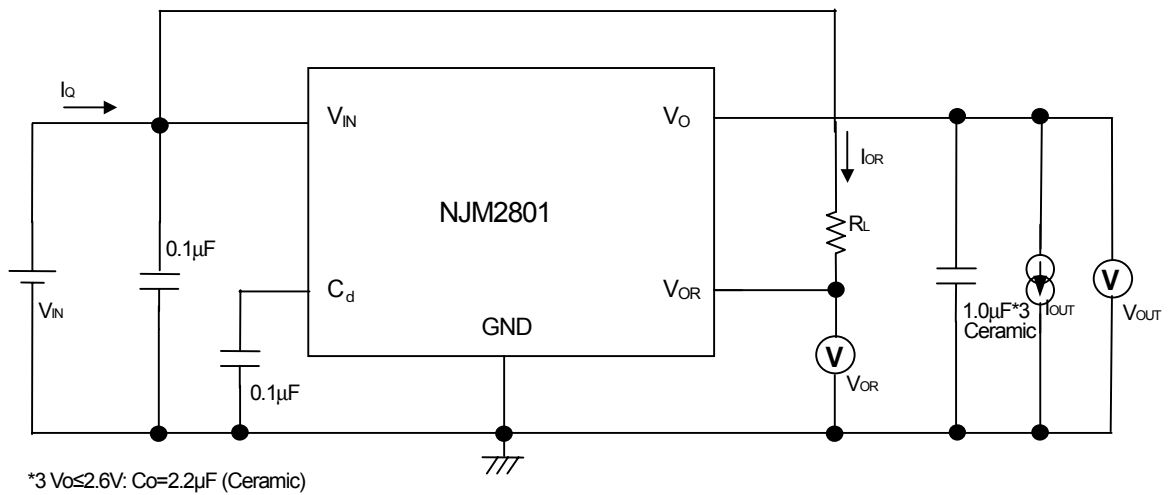 IQ
VIN
VO
IOR
NJM2801
RL
0.1µF
Cd
VOR
VIN
GND
1.0µF*3
Ceramic
IOUT
V
VOUT
V
VOR
0.1µF
*3 Vo≤2.6V: Co=2.2µF (Ceramic)